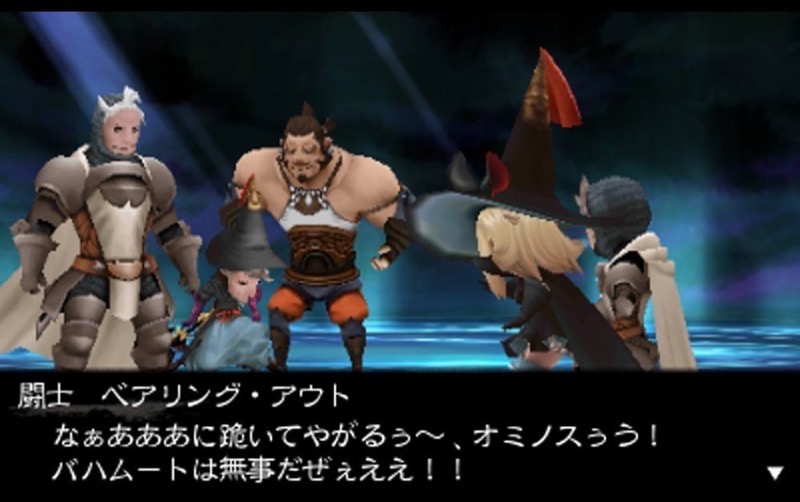 闘士　ベアリング・アウト
なぁあああに跪いてやがるぅ～、オミノスぅう！
バハムートは無事だぜぇええ！！